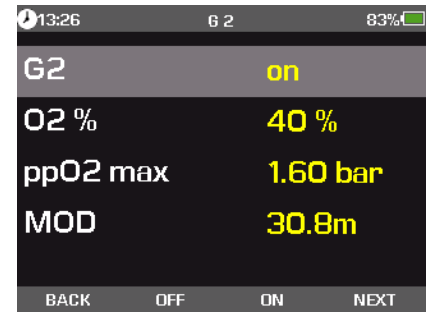 13:26 G 2 83%
G2 on
O2 % 40 %
ppO2 max 1.60 bar
MOD 30.8m
BACK OFF ON NEXT